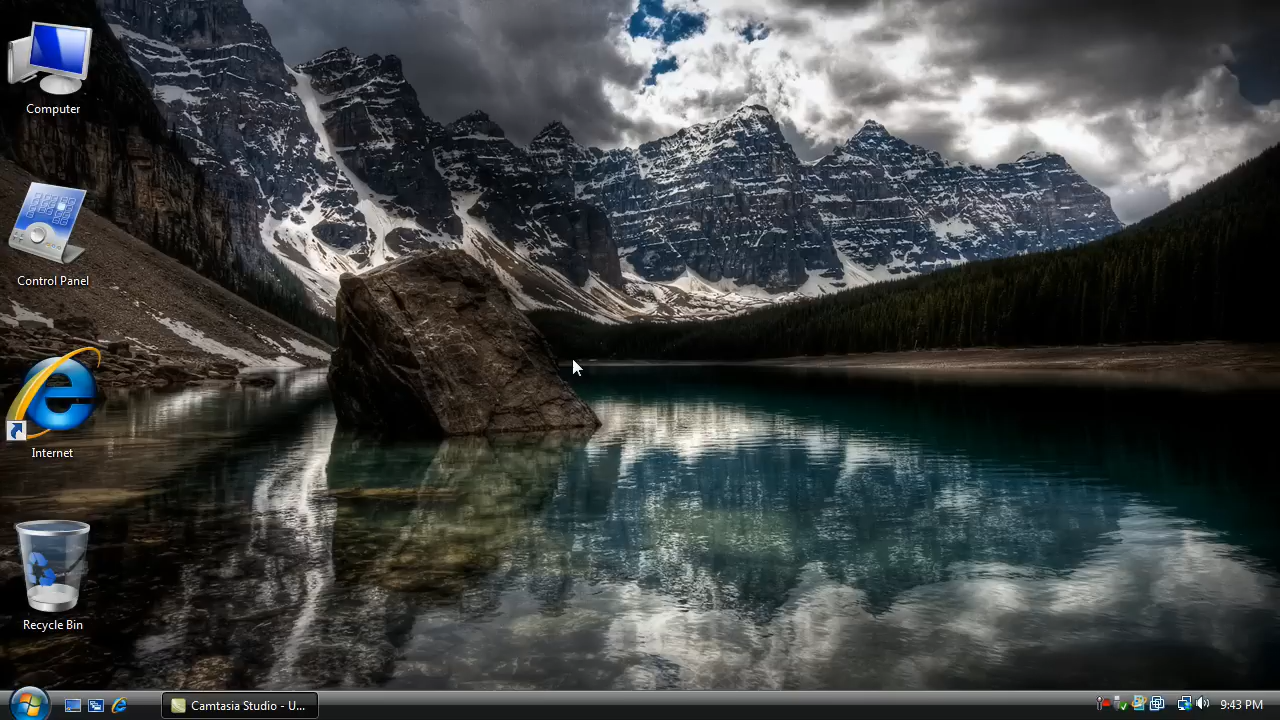 Computer
Control Panel
Internet
Recycle Bin
Camtasia Studio - U...
9:43 PM